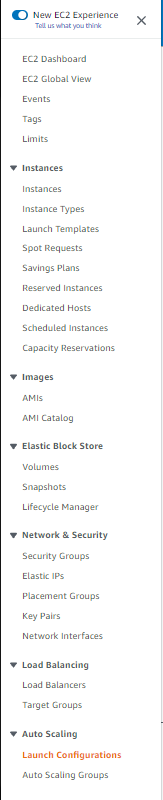 New EC2 Experience
Tell us what you think
EC2 Dashboard
EC2 Global View
Events
Tags
Limits
Instances
Instances
Instance Types
Launch Templates
Spot Requests
Savings Plans
Reserved Instances
Dedicated Hosts
Scheduled Instances
Capacity Reservations
Images
AMIs
AMI Catalog
Elastic Block Store
Volumes
Snapshots
Lifecycle Manager
Network & Security
Security Groups
Elastic IPs
Placement Groups
Key Pairs
Network Interfaces
Load Balancing
Load Balancers
Target Groups
Auto Scaling
Launch Configurations
Auto Scaling Groups